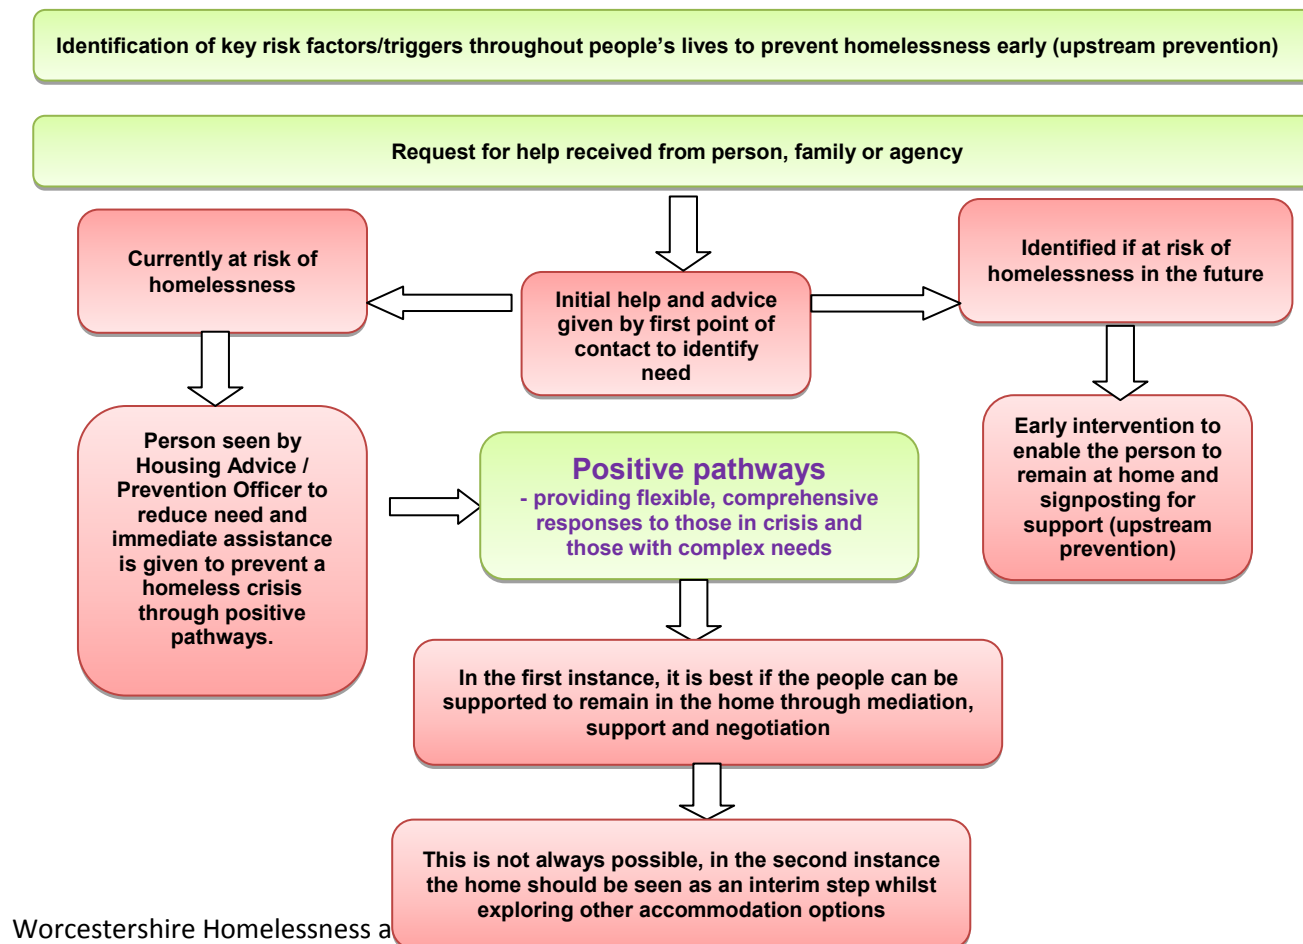 Identification of key risk factors/triggers throughout people’s lives to prevent homelessness early (upstream prevention)
Request for help received from person, family or agency
Currently at risk of
homelessness
Initial help and advice
given by first point of
contact to identify
need
Identified if at risk of
homelessness in the future
Person seen by
Housing Advice /
Prevention Officer to
reduce need and
immediate assistance
is given to prevent a
homeless crisis
through positive
pathways.
Positive pathways
- providing flexible, comprehensive
responses to those in crisis and
those with complex needs
Early intervention to
enable the person to
remain at home and
signposting for
support (upstream
prevention)
In the first instance, it is best if the people can be
supported to remain in the home through mediation,
support and negotiation
This is not always possible, in the second instance
the home should be seen as an interim step whilst
exploring other accommodation options
Worcestershire Homelessness a